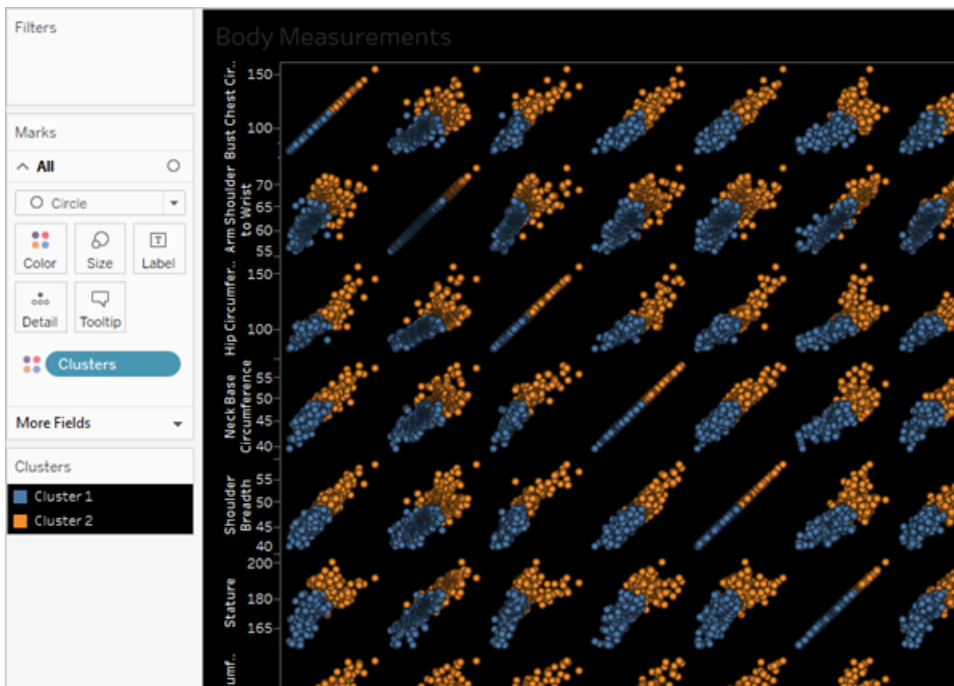 Filters
Marks
All
Circle
Color Size Label
Detail Tooltip
Clusters
More Fields
Clusters
Cluster 1
Cluster 2
Body Measurements
Bust Chest Cir..
150
100
Arm Shoulder
to Wrist
70
65
60
55
Hip Circumfer..
150
100
Neck Base
Circumference
55
50
45
40
Shoulder
Breadth
55
50
45
40
Stature
200
180
165
umf..